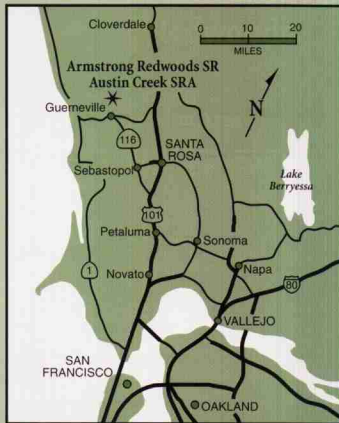 Cloverdale
0 10 20
MILES
Armstrong Redwoods SR
Austin Creek SRA
N
Guerneville
116
SANTA
ROSA
Sebastopol
Lake
Berryessa
101
Petaluma
Sonoma
1
Napa
Novato
80
VALLEJO
SAN
FRANCISCO
OAKLAND